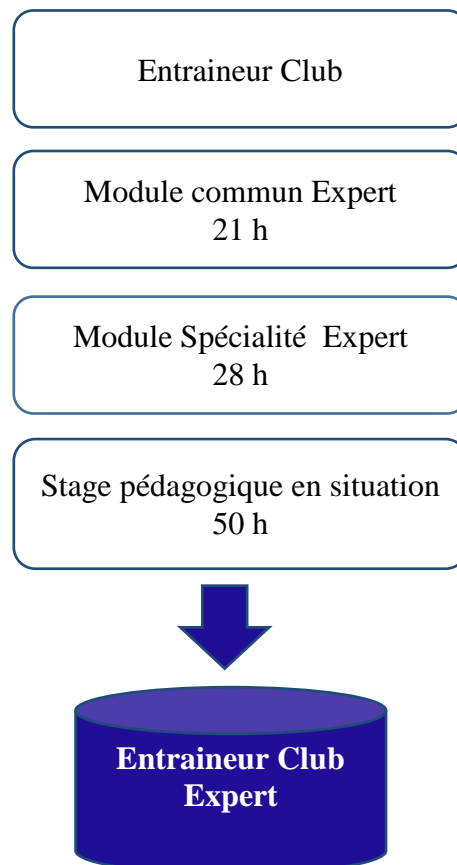 Entraineur Club
Module commun Expert
21 h
Module Spécialité Expert
28 h
Stage pédagogique en situation
50 h
Entraineur Club
Expert